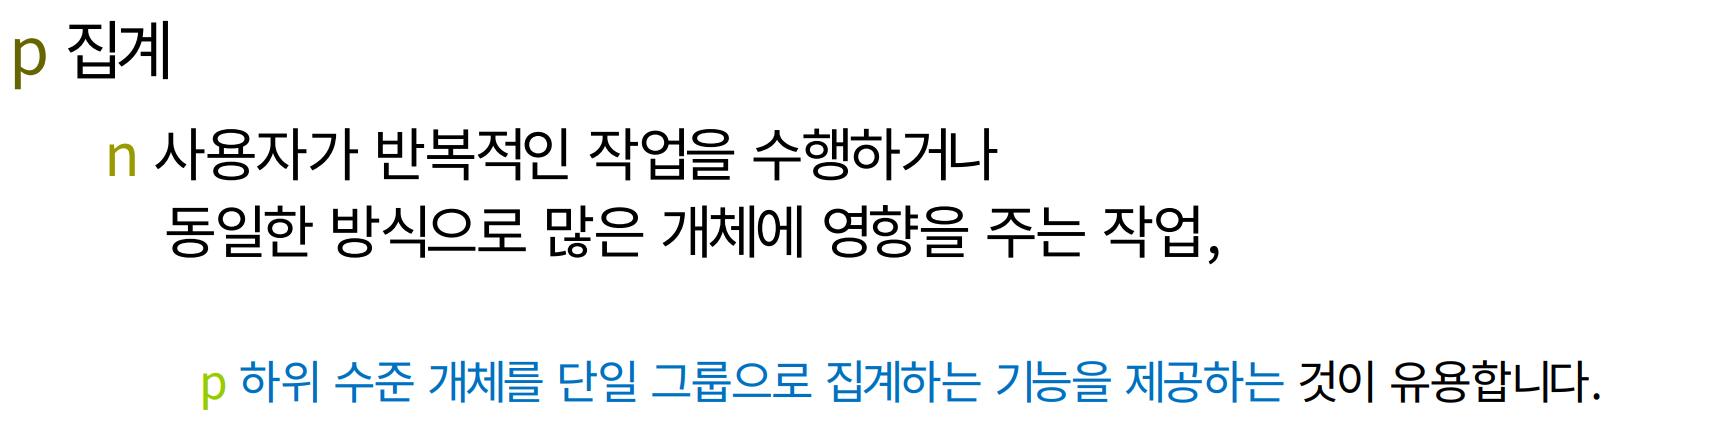 p 집계
n 사용자가 반복적인 작업을 수행하거나
동일한 방식으로 많은 개체에 영향을 주는 작업,
p 하위 수준 개체를 단일 그룹으로 집계하는 기능을 제공하는 것이 유용합니다.